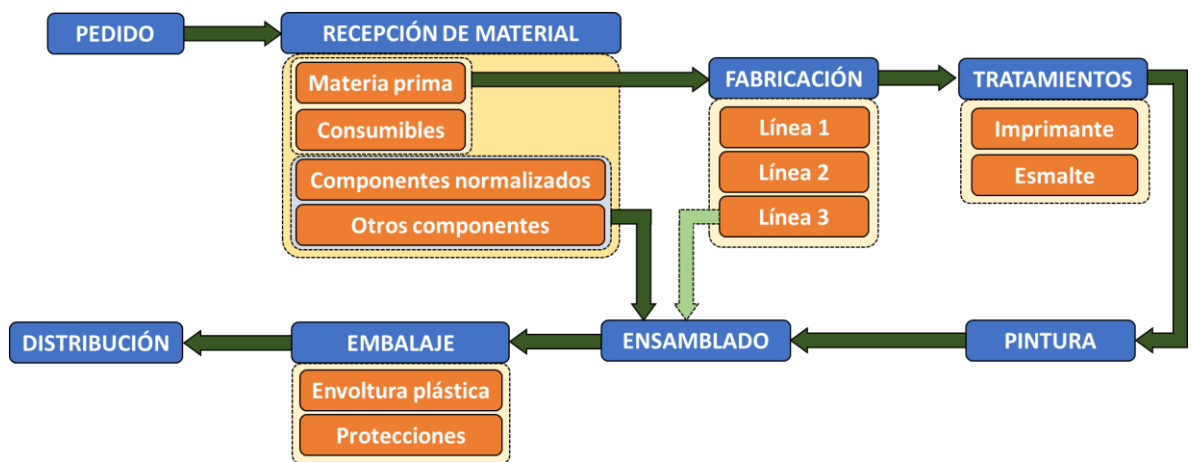 PEDIDO
RECEPCIÓN DE MATERIAL
Materia prima
Consumibles
Componentes normalizados
Otros componentes
FABRICACIÓN
Línea 1
Línea 2
Línea 3
TRATAMIENTOS
Imprimante
Esmalte
DISTRIBUCIÓN
EMBALAJE
Envoltura plástica
Protecciones
ENSAMBLADO
PINTURA